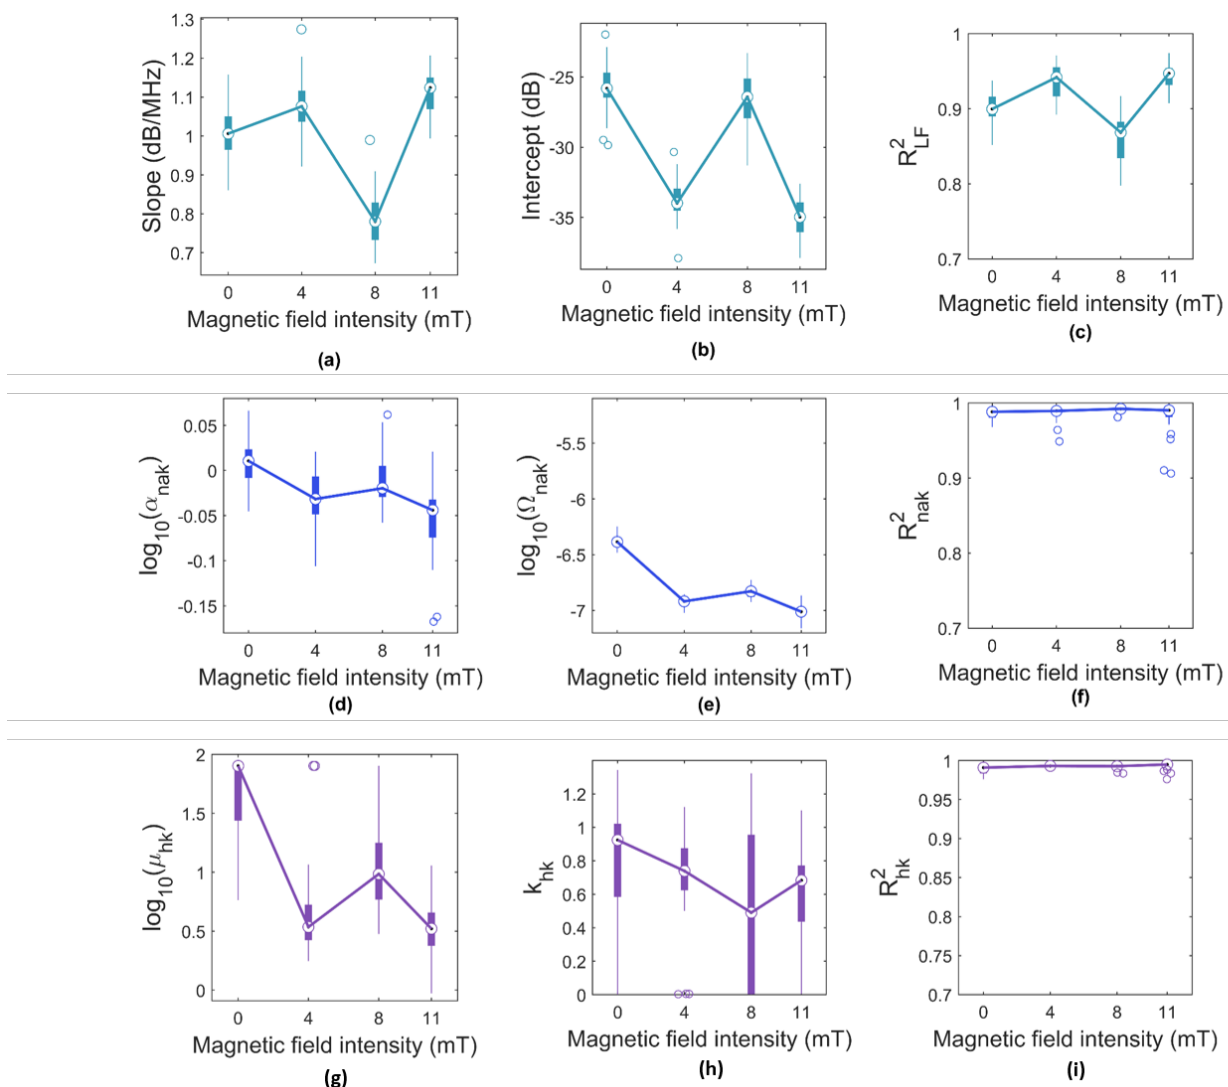 1.3
1.2
1.1
1
0.9
0.8
0.7
Slope (dB/MHz)
0 4 8 11
Magnetic field intensity (mT)
(a)
-25
-30
-35
Intercept (dB)
0 4 8 11
Magnetic field intensity (mT)
(b)
1
0.9
0.8
0.7
R²LF
0 4 8 11
Magnetic field intensity (mT)
(c)
0.05
0
-0.05
-0.1
-0.15
log10(αnak)
0 4 8 11
Magnetic field intensity (mT)
(d)
-5.5
-6
-6.5
-7
log10(Ωnak)
0 4 8 11
Magnetic field intensity (mT)
(e)
1
0.9
0.8
0.7
R²nak
0 4 8 11
Magnetic field intensity (mT)
(f)
2
1.5
1
0.5
0
log10(μhk)
0 4 8 11
Magnetic field intensity (mT)
(g)
1.2
1
0.8
0.6
0.4
0.2
0
khk
0 4 8 11
Magnetic field intensity (mT)
(h)
1
0.95
0.9
0.85
0.8
0.75
0.7
R²hk
0 4 8 11
Magnetic field intensity (mT)
(i)